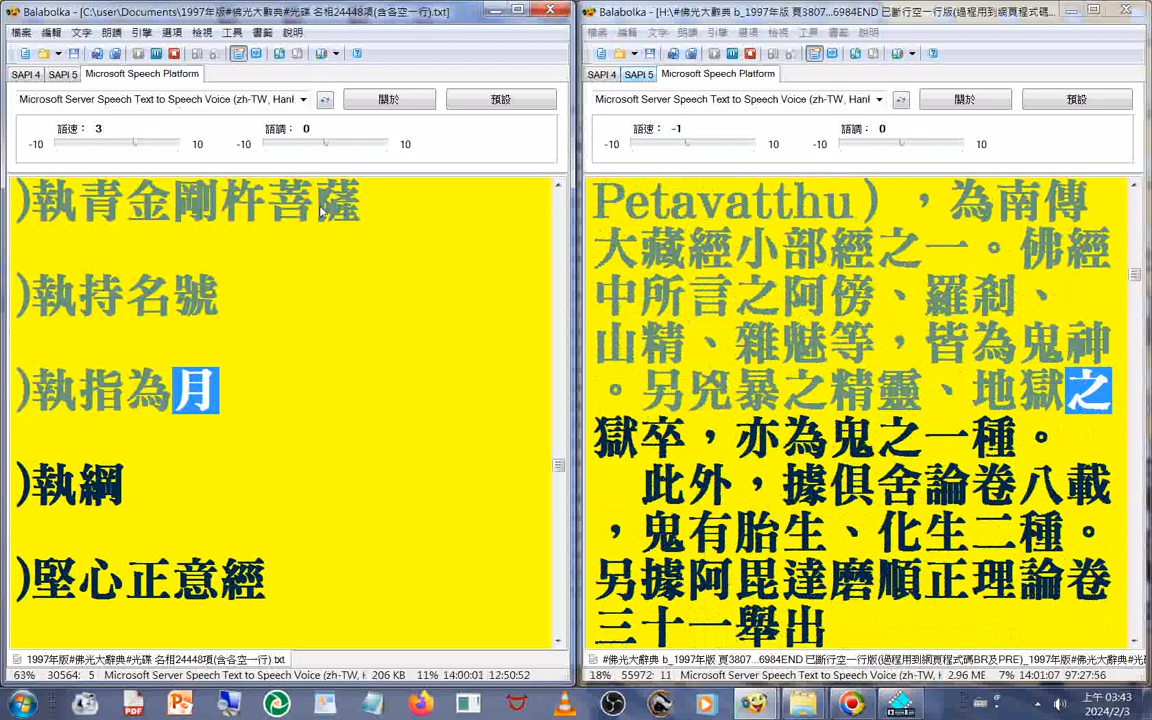 Balabolka - [C:\user\Documents\1997年版#佛光大辭典#光碟 名相24448項(含各空一行).txt]
檔案 編輯 文字 朗讀 引擎 選項 檢視 工具 書籤 說明
SAPI 4 SAPI 5 Microsoft Speech Platform
Microsoft Server Speech Text to Speech Voice (zh-TW, Hanl 關於 預設
語速： 3 語調： 0
-10 10 -10 10
)執青金剛杵菩薩
)執持名號
)執指為月
)執綱
)堅心正意經
1997年版#佛光大辭典#光碟 名相24448項(含各空一行).txt
63% 30564: 5 Microsoft Server Speech Text to Speech Voice (zh-TW, H 206 KB 11% 14:00:01 12:50:52
Balabolka - [H:\#佛光大辭典 b_1997年版 頁3807...6984END 已斷行空一行版(過程用到網頁程式碼
檔案 編輯 文字 朗讀 引擎 選項 檢視 工具 書籤 說明
SAPI 4 SAPI 5 Microsoft Speech Platform
Microsoft Server Speech Text to Speech Voice (zh-TW, Hanl 關於 預設
語速： -1 語調： 0
-10 10 -10 10
Petavatthu），為南傳
大藏經小部經之一。佛經
中所言之阿傍、羅剎、
山精、雜魅等，皆為鬼神
。另兇暴之精靈、地獄之
獄卒，亦為鬼之一種。
此外，據俱舍論卷八載
，鬼有胎生、化生二種。
另據阿毘達磨順正理論卷
三十一舉出
#佛光大辭典 b_1997年版 頁3807...6984END 已斷行空一行版(過程用到網頁程式碼BR及PRE)_1997年版#光
18% 55972: 11 Microsoft Server Speech Text to Speech Voice (zh-TW, H 2.96 ME 7% 14:01:07 97:27:56
上午 03:43
2024/2/3